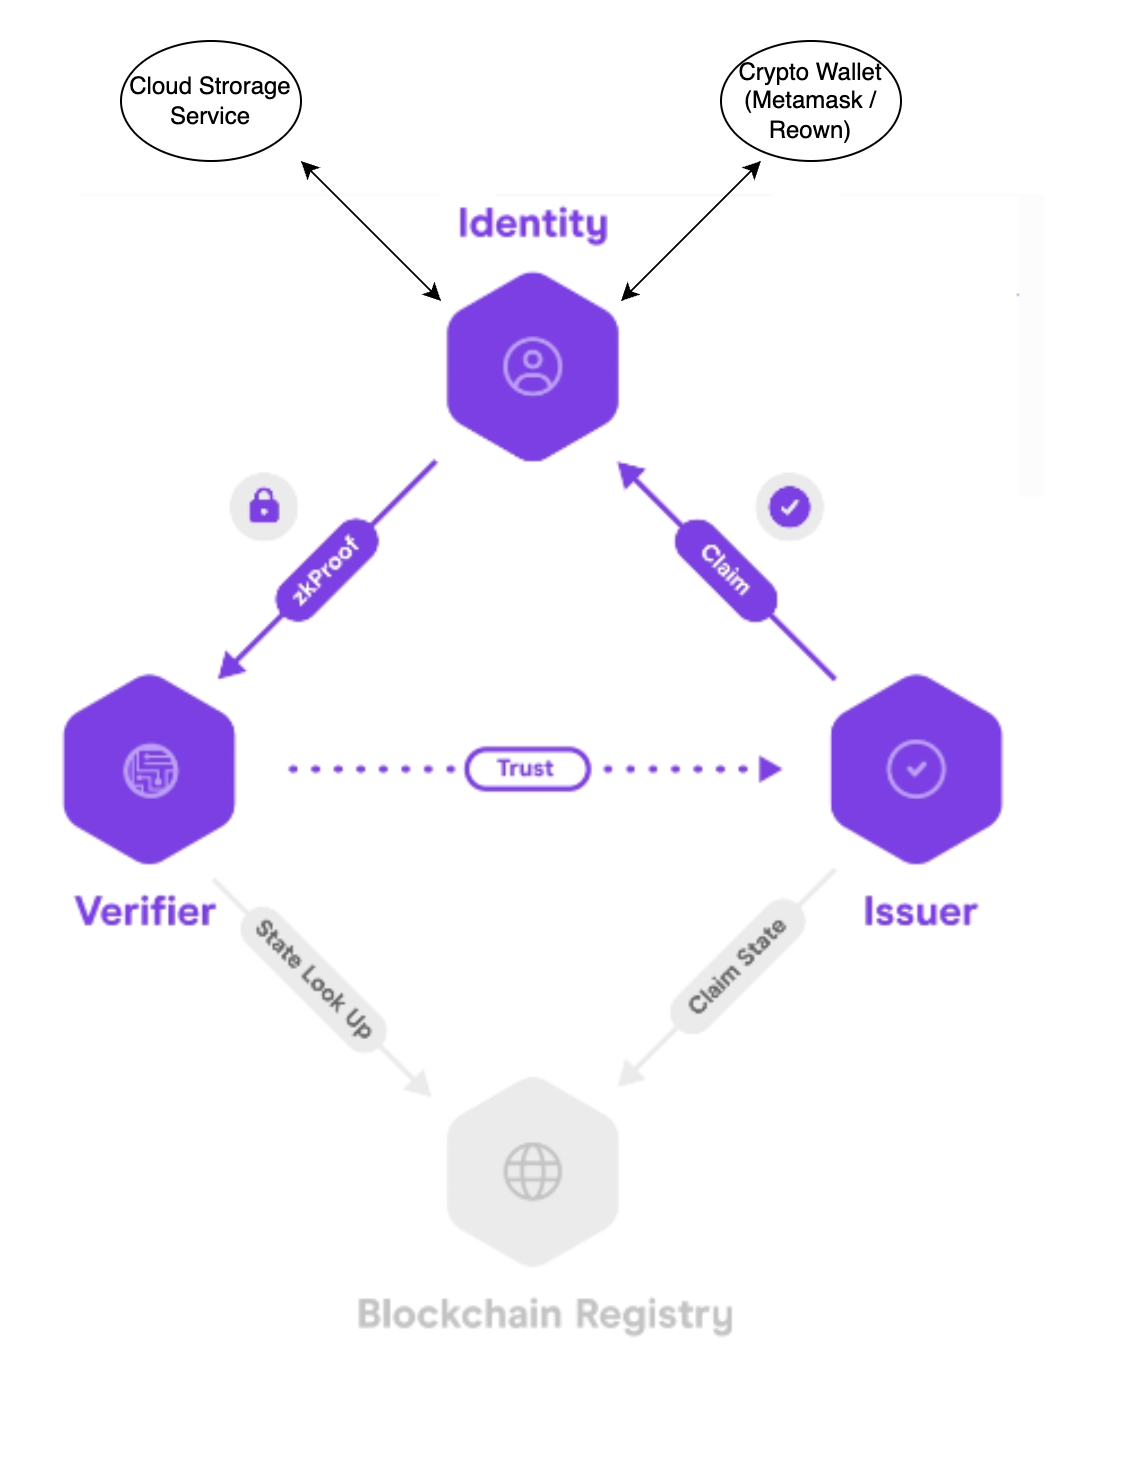 Cloud Strorage
Service
Crypto Wallet
(Metamask /
Reown)
Identity
zkProof
Claim
Trust
Verifier
Issuer
State Look Up
Claim State
Blockchain Registry